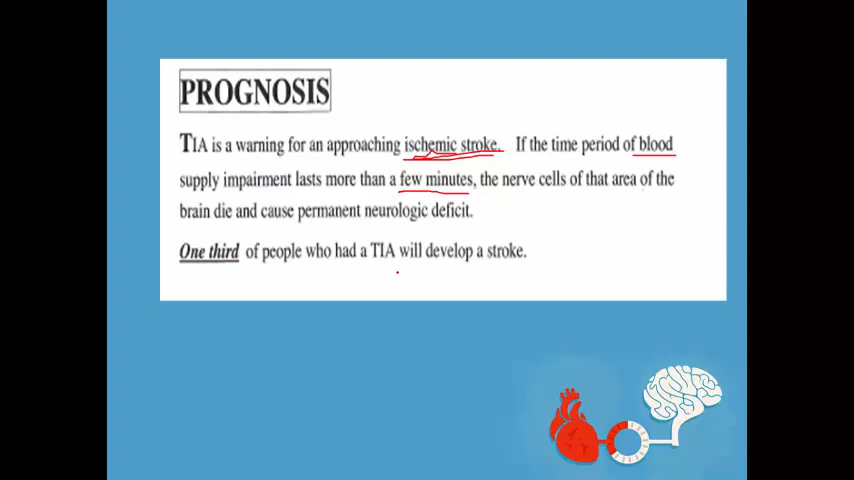 PROGNOSIS
TIA is a warning for an approaching ischemic stroke. If the time period of blood
supply impairment lasts more than a few minutes, the nerve cells of that area of the
brain die and cause permanent neurologic deficit.
One third of people who had a TIA will develop a stroke.